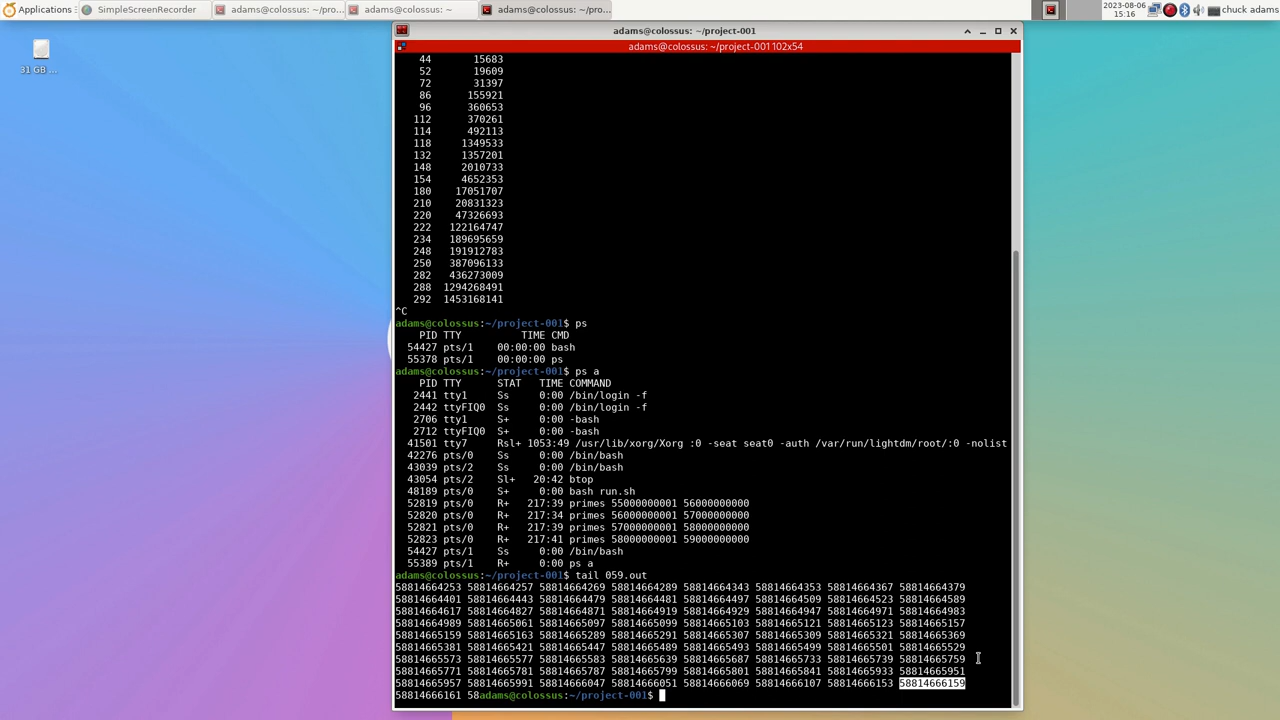 Applications
SimpleScreenRecorder
adams@colossus: ~/pro...
adams@colossus: ~
adams@colossus: ~/pro...
2023-08-06
15:16
chuck adams
31 GB ...
adams@colossus: ~/project-001
adams@colossus: ~/project-001 102x54
44 15683
52 19609
72 31397
86 155921
96 360653
112 370261
114 492113
118 1349533
132 1357201
148 2010733
154 4652353
180 17051707
210 20831323
220 47326693
222 122164747
234 189695659
248 191912783
250 387096133
282 436273009
288 1294268491
292 1453168141
^C
adams@colossus:~/project-001$ ps
PID TTY TIME CMD
54427 pts/1 00:00:00 bash
55378 pts/1 00:00:00 ps
adams@colossus:~/project-001$ ps a
PID TTY STAT TIME COMMAND
2441 tty1 Ss 0:00 /bin/login -f
2442 ttyFIQ0 Ss 0:00 /bin/login -f
2706 tty1 S+ 0:00 -bash
2712 ttyFIQ0 S+ 0:00 -bash
41501 tty7 Rsl+ 1053:49 /usr/lib/xorg/Xorg :0 -seat seat0 -auth /var/run/lightdm/root/:0 -nolist
42276 pts/0 Ss 0:00 /bin/bash
43039 pts/2 Ss 0:00 /bin/bash
43054 pts/2 Sl+ 20:42 btop
48189 pts/0 S+ 0:00 bash run.sh
52819 pts/0 R+ 217:39 primes 55000000001 56000000000
52820 pts/0 R+ 217:34 primes 56000000001 57000000000
52821 pts/0 R+ 217:39 primes 57000000001 58000000000
52823 pts/0 R+ 217:41 primes 58000000001 59000000000
54427 pts/1 Ss 0:00 /bin/bash
55389 pts/1 R+ 0:00 ps a
adams@colossus:~/project-001$ tail 059.out
58814664253 58814664257 58814664269 58814664289 58814664343 58814664353 58814664367 58814664379
58814664401 58814664443 58814664479 58814664481 58814664497 58814664509 58814664523 58814664589
58814664617 58814664827 58814664871 58814664919 58814664929 58814664947 58814664971 58814664983
58814664989 58814665061 58814665097 58814665099 58814665103 58814665121 58814665123 58814665157
58814665159 58814665163 58814665289 58814665291 58814665307 58814665309 58814665321 58814665369
58814665381 58814665421 58814665447 58814665489 58814665493 58814665499 58814665501 58814665529
58814665573 58814665577 58814665583 58814665639 58814665687 58814665733 58814665739 58814665759
58814665771 58814665781 58814665787 58814665799 58814665801 58814665841 58814665933 58814665951
58814665957 58814665991 58814666047 58814666051 58814666069 58814666107 58814666153 58814666159
58814666161 58adams@colossus:~/project-001$